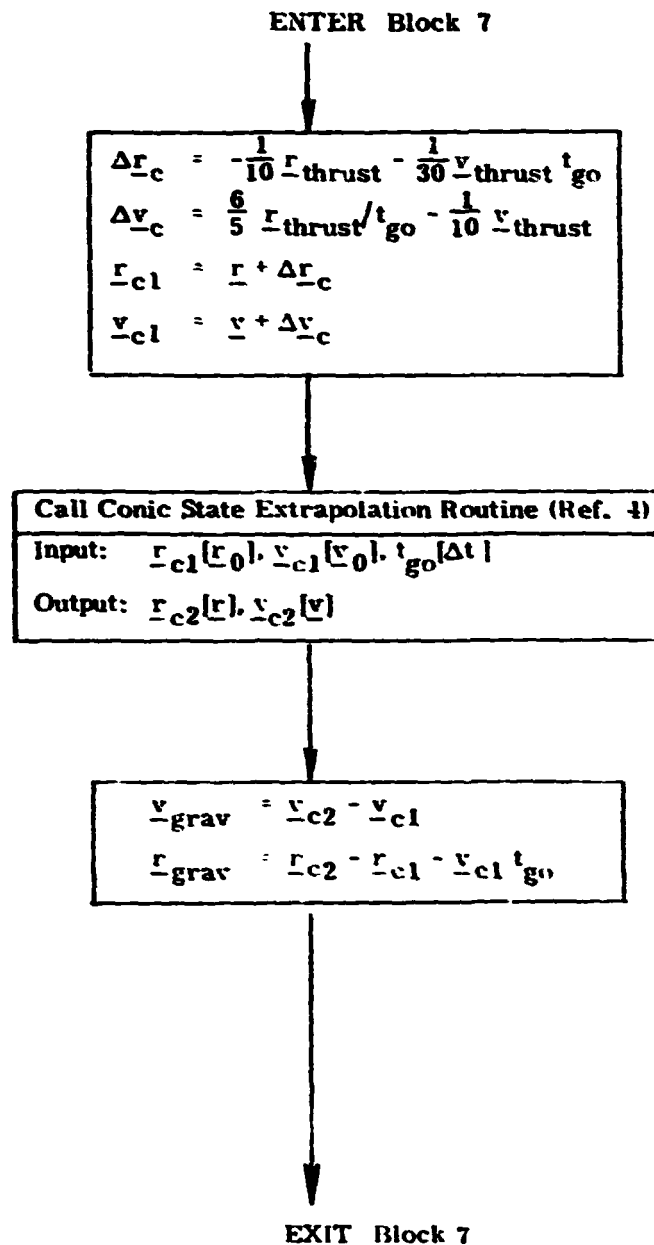 ENTER Block 7
Δr_c = -1/10 r_thrust - 1/30 v_thrust t_go
Δv_c = 6/5 r_thrust/t_go - 1/10 v_thrust
r_c1 = r + Δr_c
v_c1 = v + Δv_c
Call Conic State Extrapolation Routine (Ref. 4)
Input: r_c1[r_0], v_c1[v_0], t_go[Δt]
Output: r_c2[r], v_c2[v]
v_grav = v_c2 - v_c1
r_grav = r_c2 - r_c1 - v_c1 t_go
EXIT Block 7